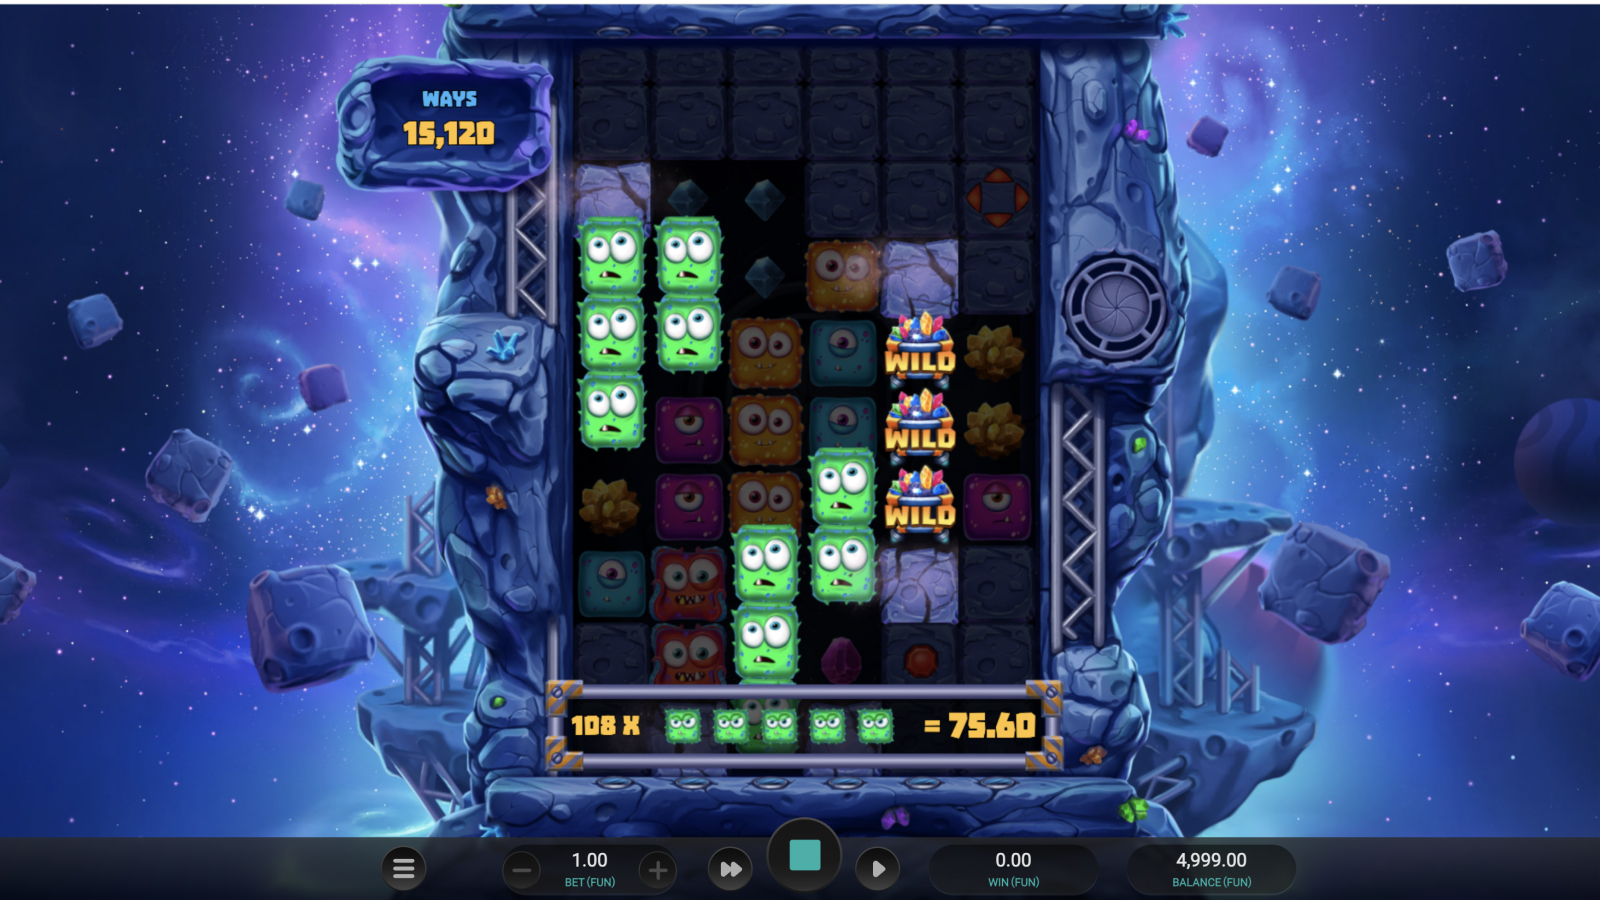 WAYS
15,120
WILD
WILD
WILD
108 X = 75.60
1.00
BET (FUN)
0.00
WIN (FUN)
4,999.00
BALANCE (FUN)